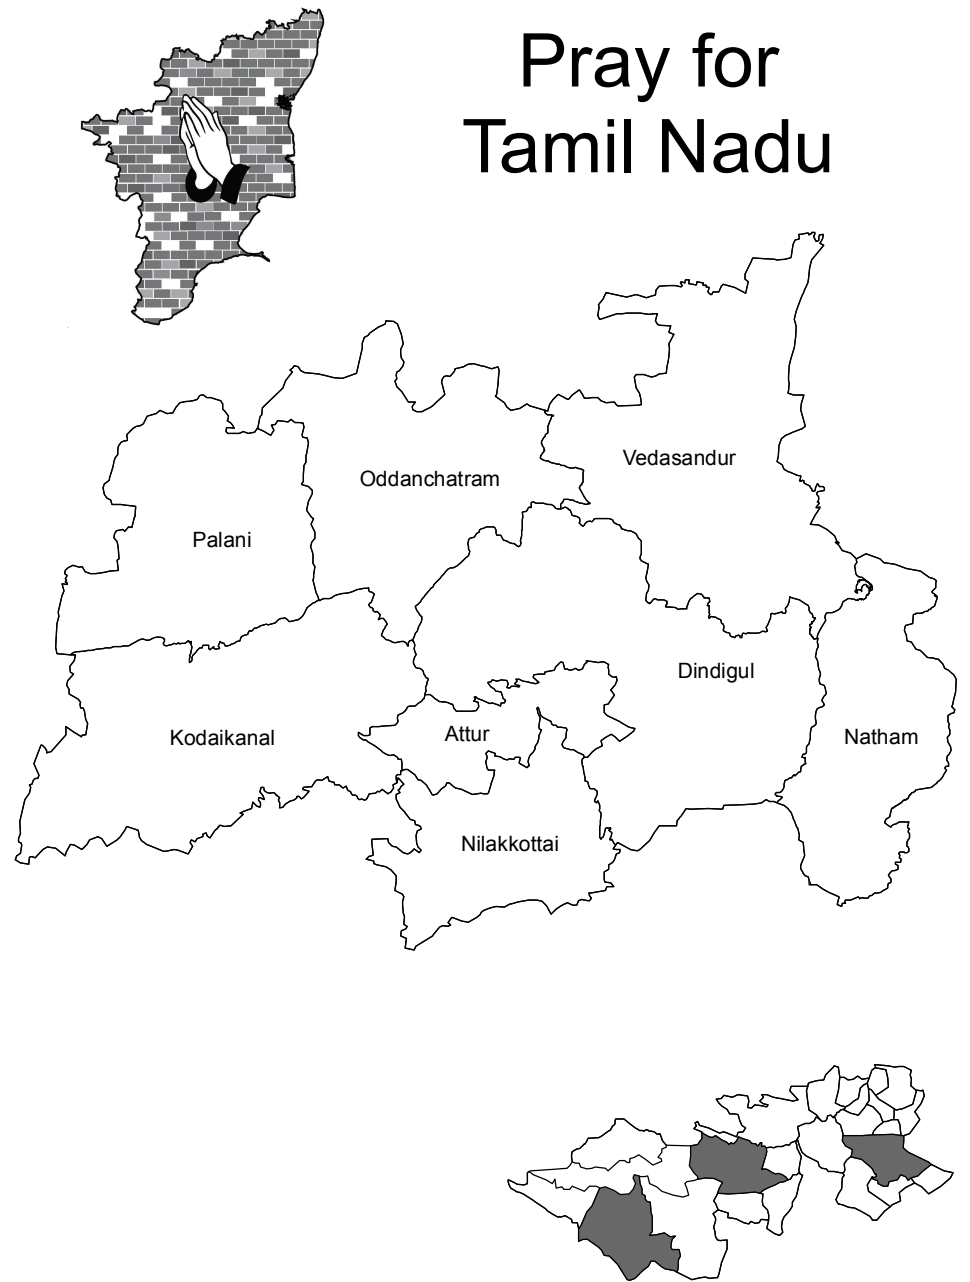 Pray for
Tamil Nadu
Vedasandur
Oddanchatram
Palani
Dindigul
Attur
Kodaikanal
Natham
Nilakkottai